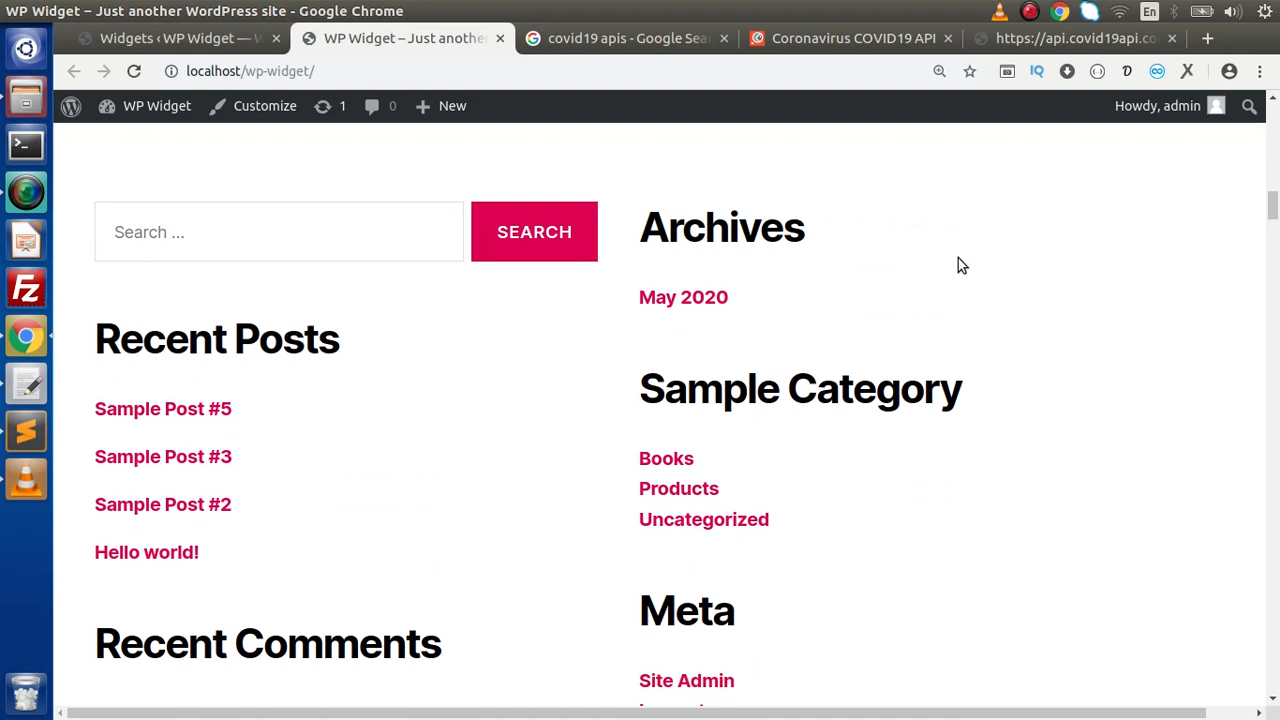 WP Widget – Just another WordPress site - Google Chrome
En
Widgets ‹ WP Widget — W
WP Widget – Just anothe
covid19 apis - Google Sea
Coronavirus COVID19 API
https://api.covid19api.co
localhost/wp-widget/
IQ
WP Widget
Customize
1
0
New
Howdy, admin
Search …
SEARCH
Archives
May 2020
Recent Posts
Sample Category
Sample Post #5
Sample Post #3
Sample Post #2
Hello world!
Books
Products
Uncategorized
Recent Comments
Meta
Site Admin